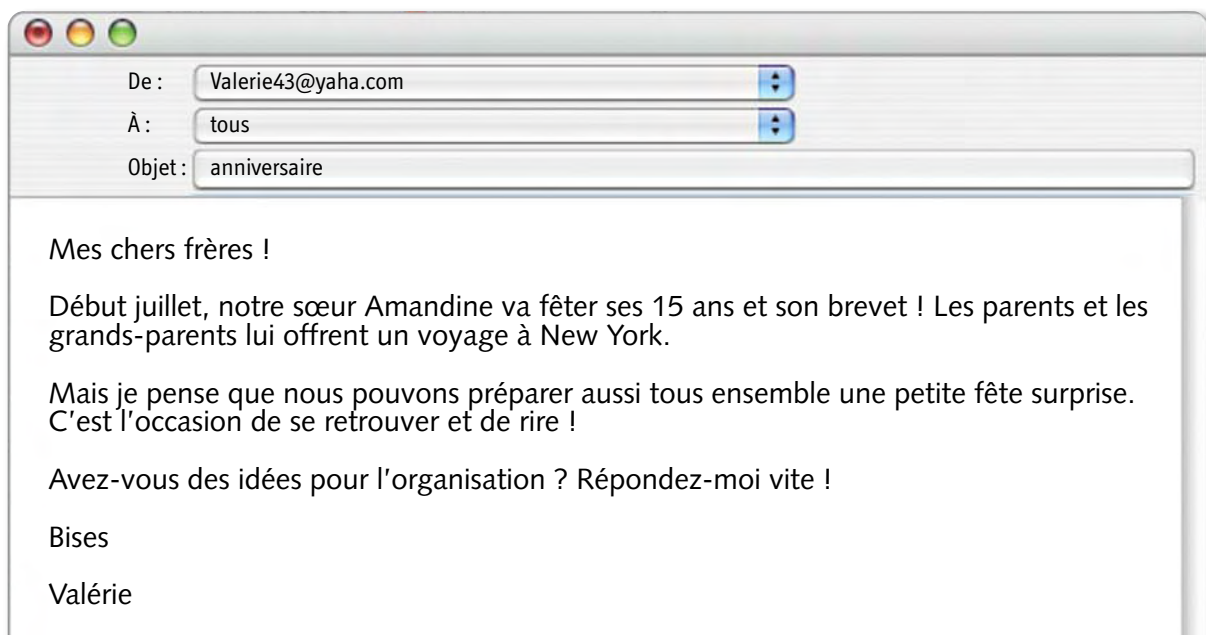 De : Valerie43@yaha.com
À : tous
Objet : anniversaire
Mes chers frères !
Début juillet, notre sœur Amandine va fêter ses 15 ans et son brevet ! Les parents et les
grands-parents lui offrent un voyage à New York.
Mais je pense que nous pouvons préparer aussi tous ensemble une petite fête surprise.
C’est l’occasion de se retrouver et de rire !
Avez-vous des idées pour l’organisation ? Répondez-moi vite !
Bises
Valérie